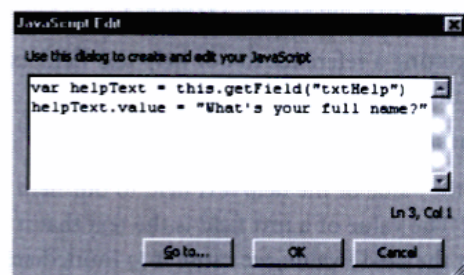 JavaScript Edit
Use this dialog to create and edit your JavaScript
var helpText = this.getField("txtHelp")
helpText.value = "What's your full name?"
Ln 3, Col 1
Go to...
OK
Cancel